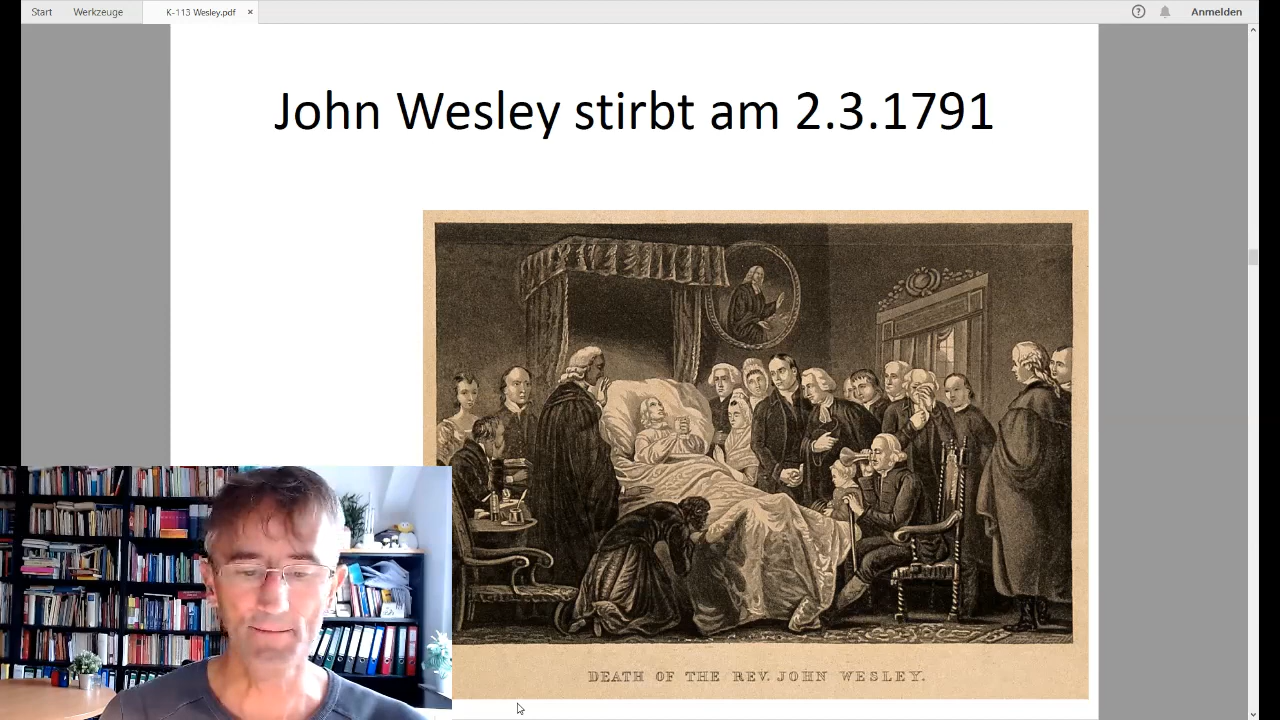 Start Werkzeuge K-113 Wesley.pdf × Anmelden
John Wesley stirbt am 2.3.1791
DEATH OF THE REV. JOHN WESLEY.